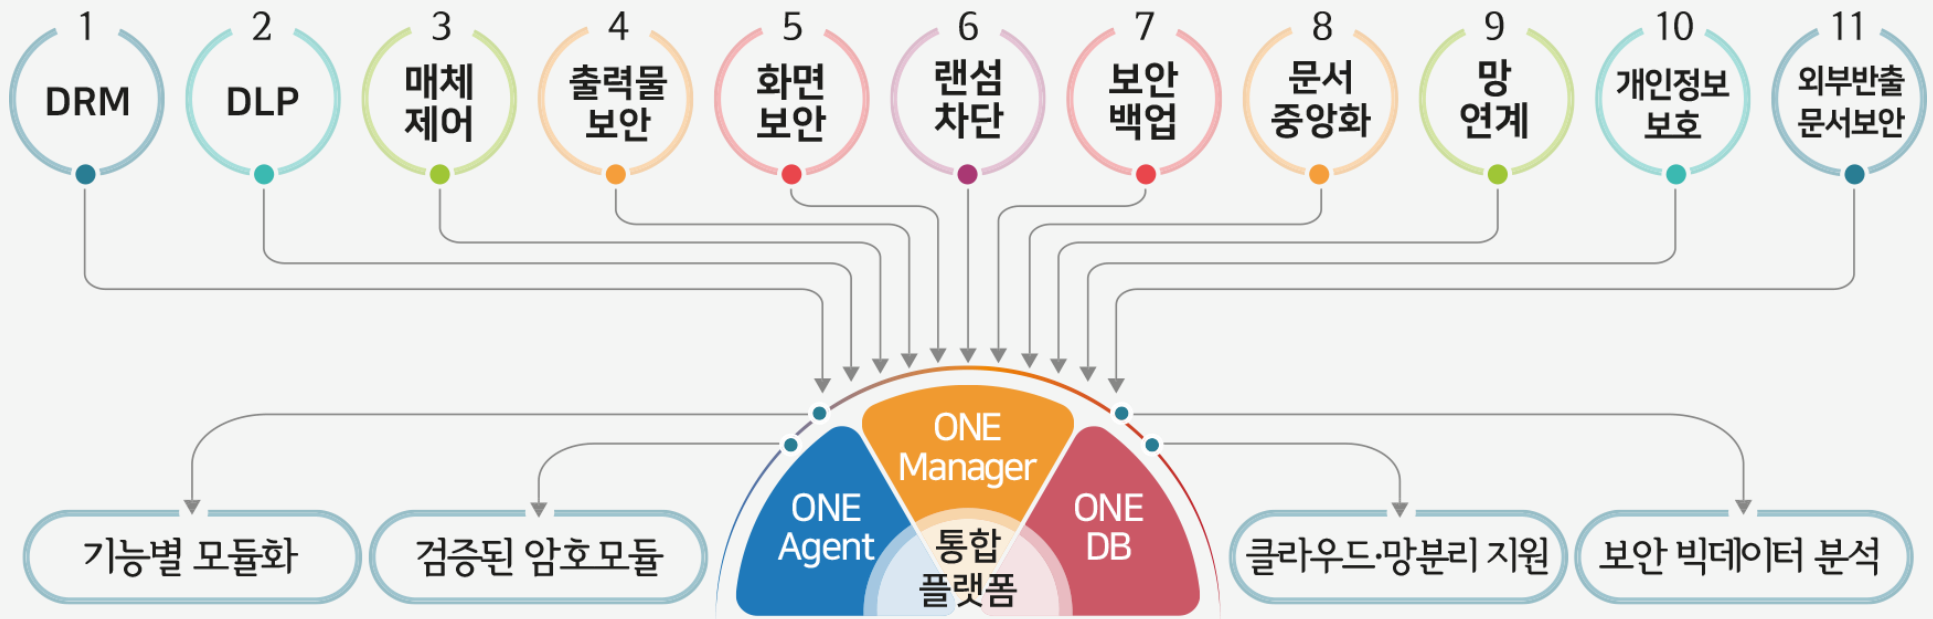 1
DRM
2
DLP
3
매체
제어
4
출력물
보안
5
화면
보안
6
랜섬
차단
7
보안
백업
8
문서
중앙화
9
망
연계
10
개인정보
보호
11
외부반출
문서보안
ONE
Manager
ONE
Agent
ONE
DB
통합
플랫폼
기능별 모듈화
검증된 암호모듈
클라우드·망분리 지원
보안 빅데이터 분석